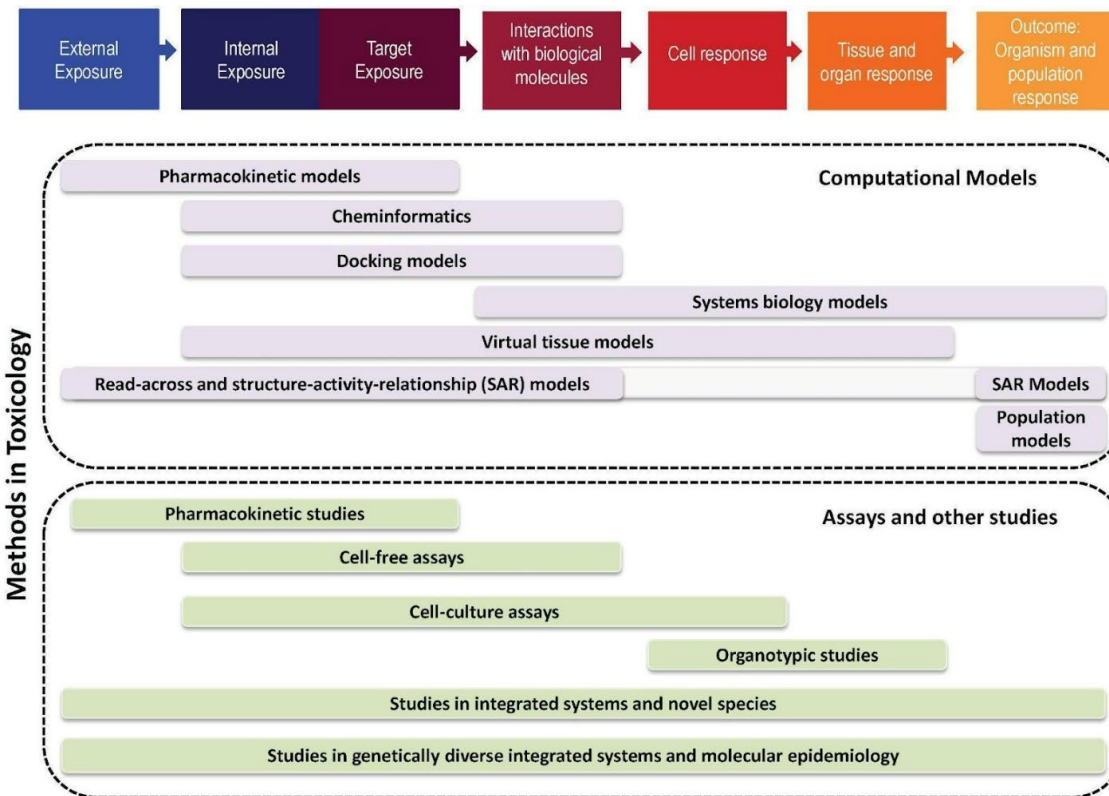 External
Exposure
Internal
Exposure
Target
Exposure
Interactions
with biological
molecules
Cell response
Tissue and
organ response
Outcome:
Organism and
population
response
Methods in Toxicology
Computational Models
Pharmacokinetic models
Cheminformatics
Docking models
Systems biology models
Virtual tissue models
Read-across and structure-activity-relationship (SAR) models
SAR Models
Population
models
Assays and other studies
Pharmacokinetic studies
Cell-free assays
Cell-culture assays
Organotypic studies
Studies in integrated systems and novel species
Studies in genetically diverse integrated systems and molecular epidemiology